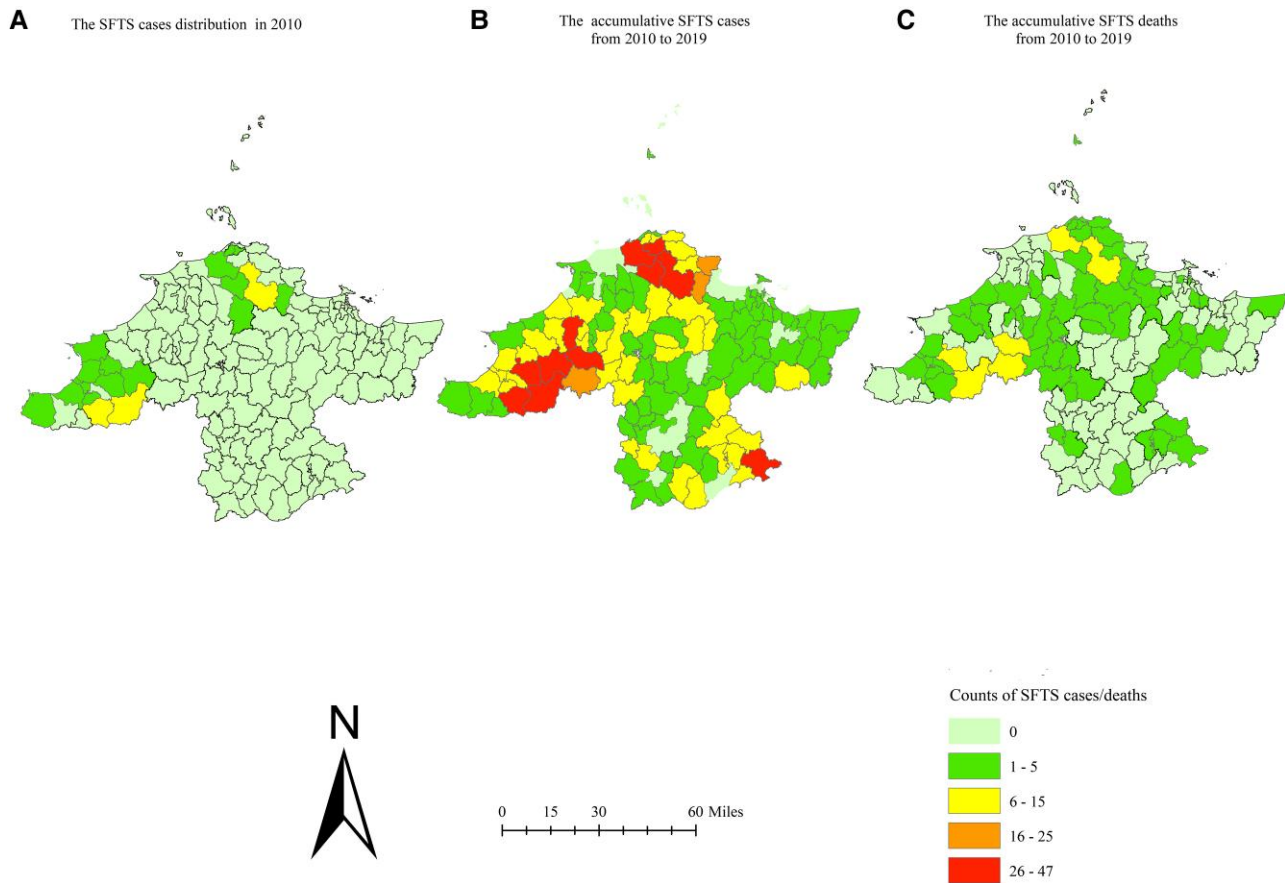 A
The SFTS cases distribution in 2010
B
The accumulative SFTS cases
from 2010 to 2019
C
The accumulative SFTS deaths
from 2010 to 2019
N
0 15 30 60 Miles
Counts of SFTS cases/deaths
0
1 - 5
6 - 15
16 - 25
26 - 47